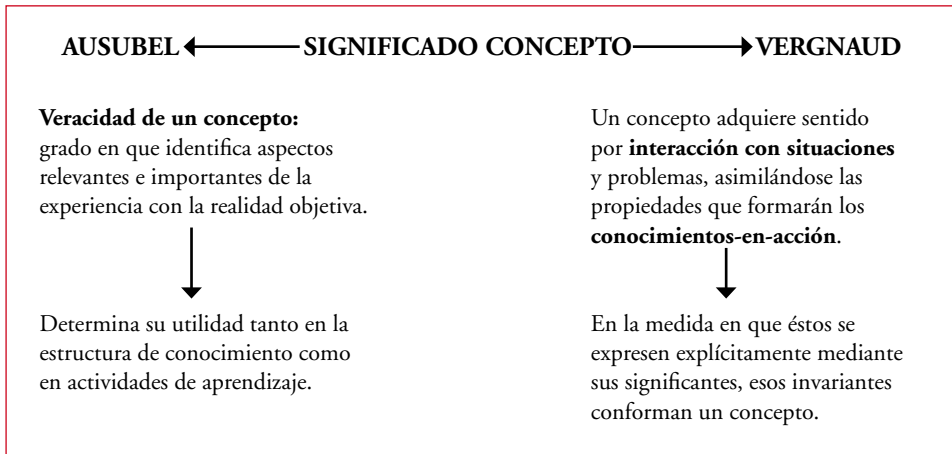 AUSUBEL SIGNIFICADO CONCEPTO VERGNAUD
Veracidad de un concepto:
grado en que identifica aspectos
relevantes e importantes de la
experiencia con la realidad objetiva.
Determina su utilidad tanto en la
estructura de conocimiento como
en actividades de aprendizaje.
Un concepto adquiere sentido
por interacción con situaciones
y problemas, asimilándose las
propiedades que formarán los
conocimientos-en-acción.
En la medida en que éstos se
expresen explícitamente mediante
sus significantes, esos invariantes
conforman un concepto.